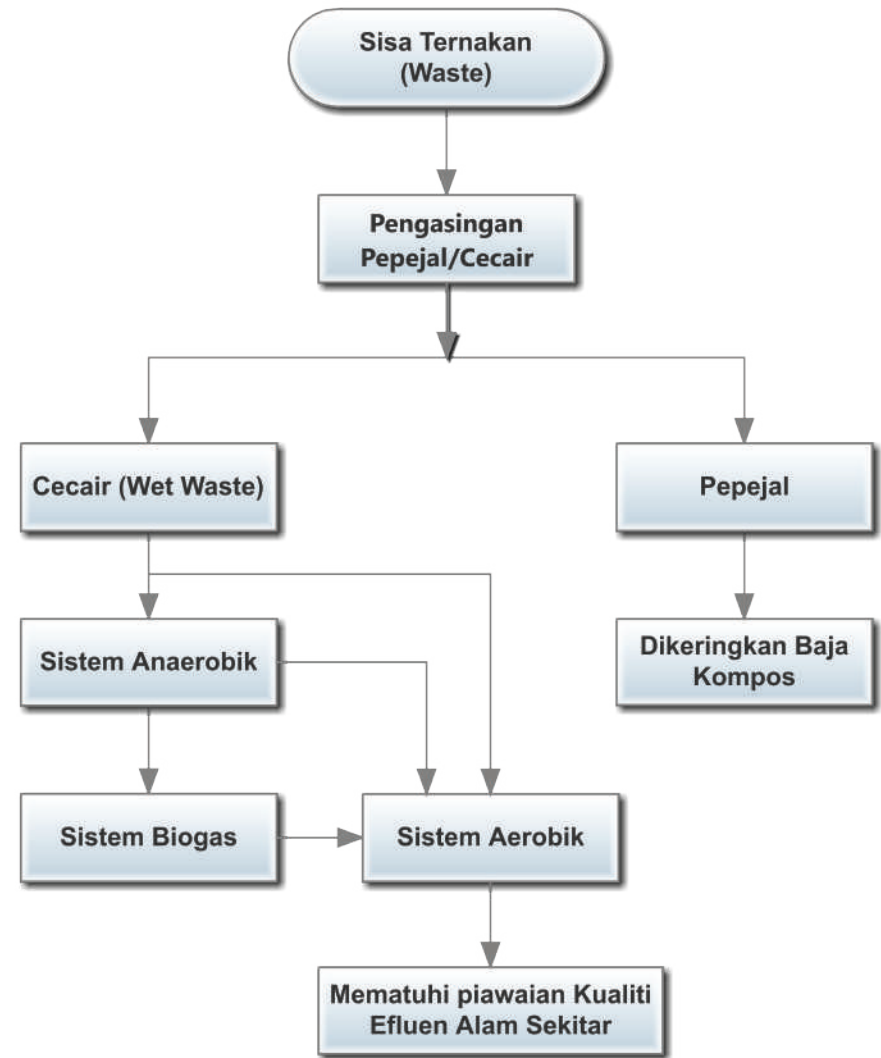 Sisa Ternakan
(Waste)
Pengasingan
Pepejal/Cecair
Cecair (Wet Waste)
Pepejal
Sistem Anaerobik
Dikeringkan Baja
Kompos
Sistem Biogas
Sistem Aerobik
Mematuhi piawaian Kualiti
Efluen Alam Sekitar